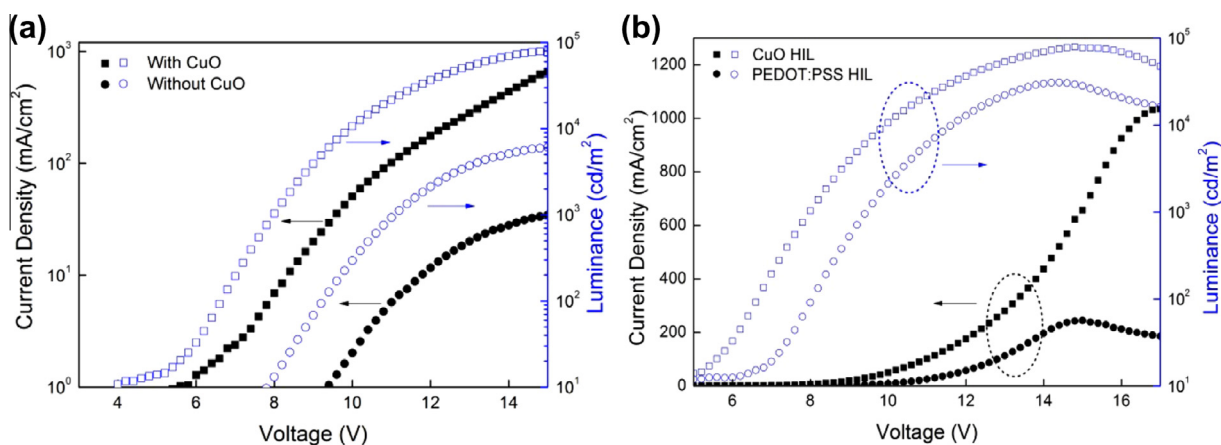 (a)
10³
10²
10¹
10⁰
Current Density (mA/cm²)
With CuO
Without CuO
10⁵
10⁴
10³
10²
10¹
Luminance (cd/m²)
4 6 8 10 12 14
Voltage (V)
(b)
1200
1000
800
600
400
200
0
Current Density (mA/cm²)
CuO HIL
PEDOT:PSS HIL
10⁵
10⁴
10³
10²
10¹
Luminance (cd/m²)
6 8 10 12 14 16
Voltage (V)